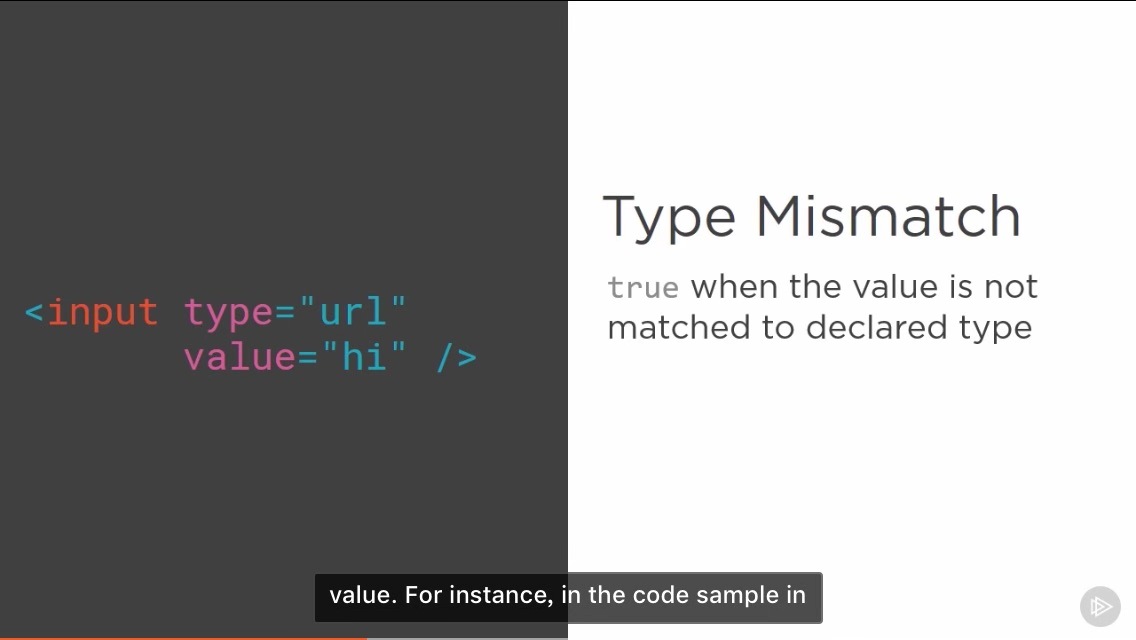 <input type="url"
value="hi" />
Type Mismatch
true when the value is not
matched to declared type
value. For instance, in the code sample in